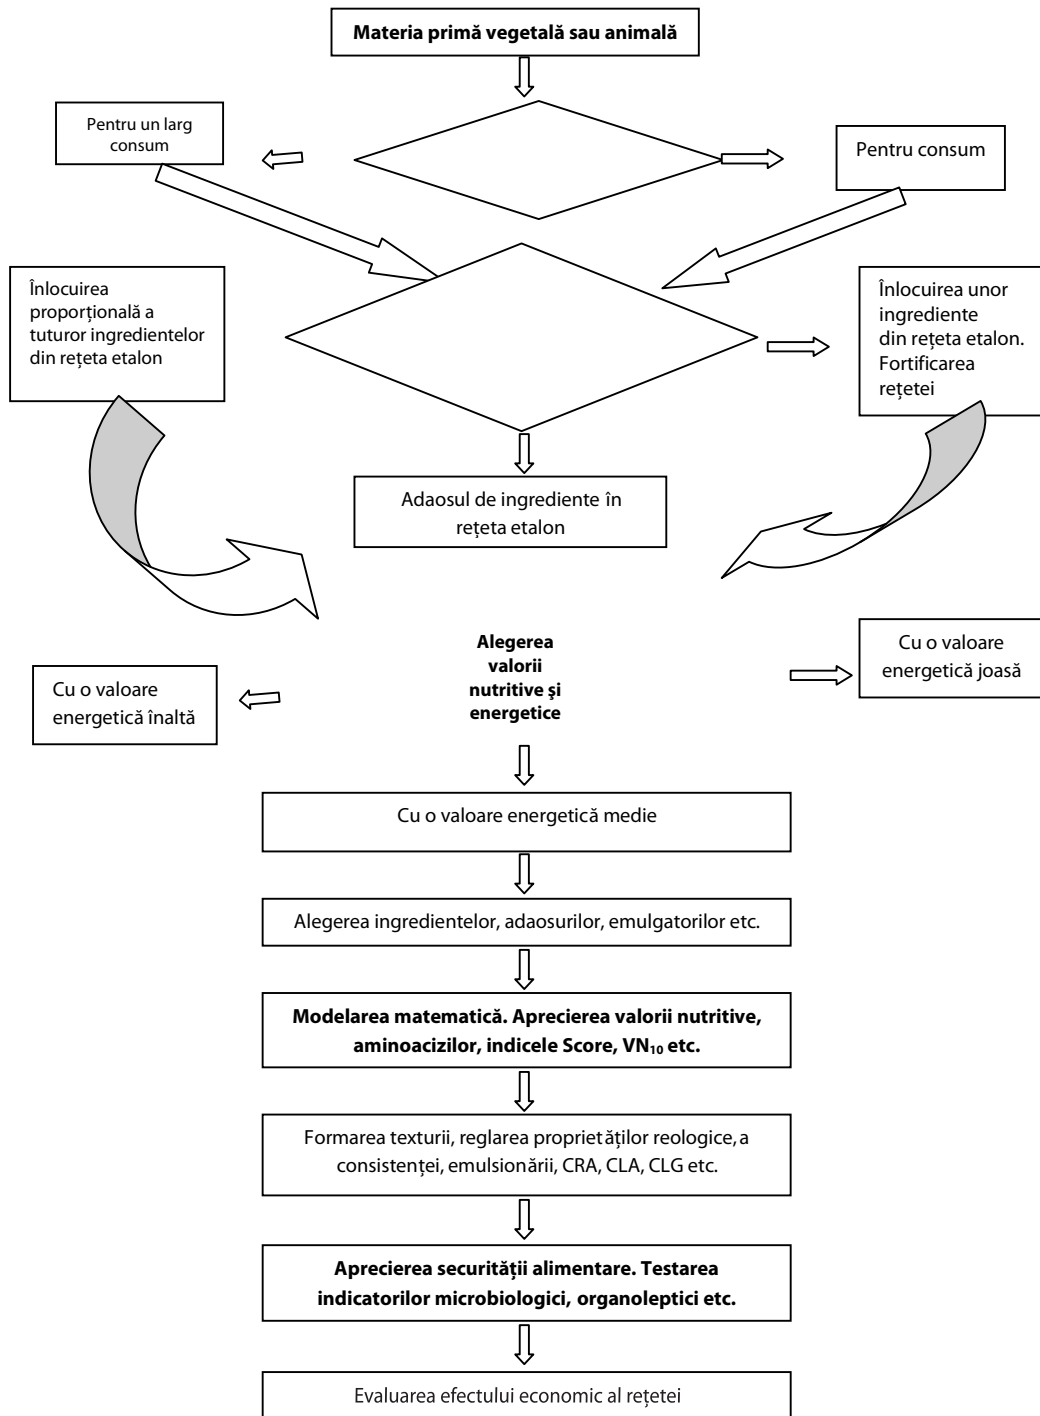 Materia primă vegetală sau animală
Pentru un larg
consum
Pentru consum
Înlocuirea
proporțională a
tuturor ingredientelor
din rețeta etalon
Înlocuirea unor
ingrediente
din rețeta etalon.
Fortificarea
rețetei
Adaosul de ingrediente în
rețeta etalon
Alegerea
valorii
nutritive şi
energetice
Cu o valoare
energetică înaltă
Cu o valoare
energetică joasă
Cu o valoare energetică medie
Alegerea ingredientelor, adaosurilor, emulgatorilor etc.
Modelarea matematică. Aprecierea valorii nutritive,
aminoacizilor, indicele Score, VN₁₀ etc.
Formarea texturii, reglarea proprietăților reologice, a
consistenței, emulsionării, CRA, CLA, CLG etc.
Aprecierea securității alimentare. Testarea
indicatorilor microbiologici, organoleptici etc.
Evaluarea efectului economic al rețetei